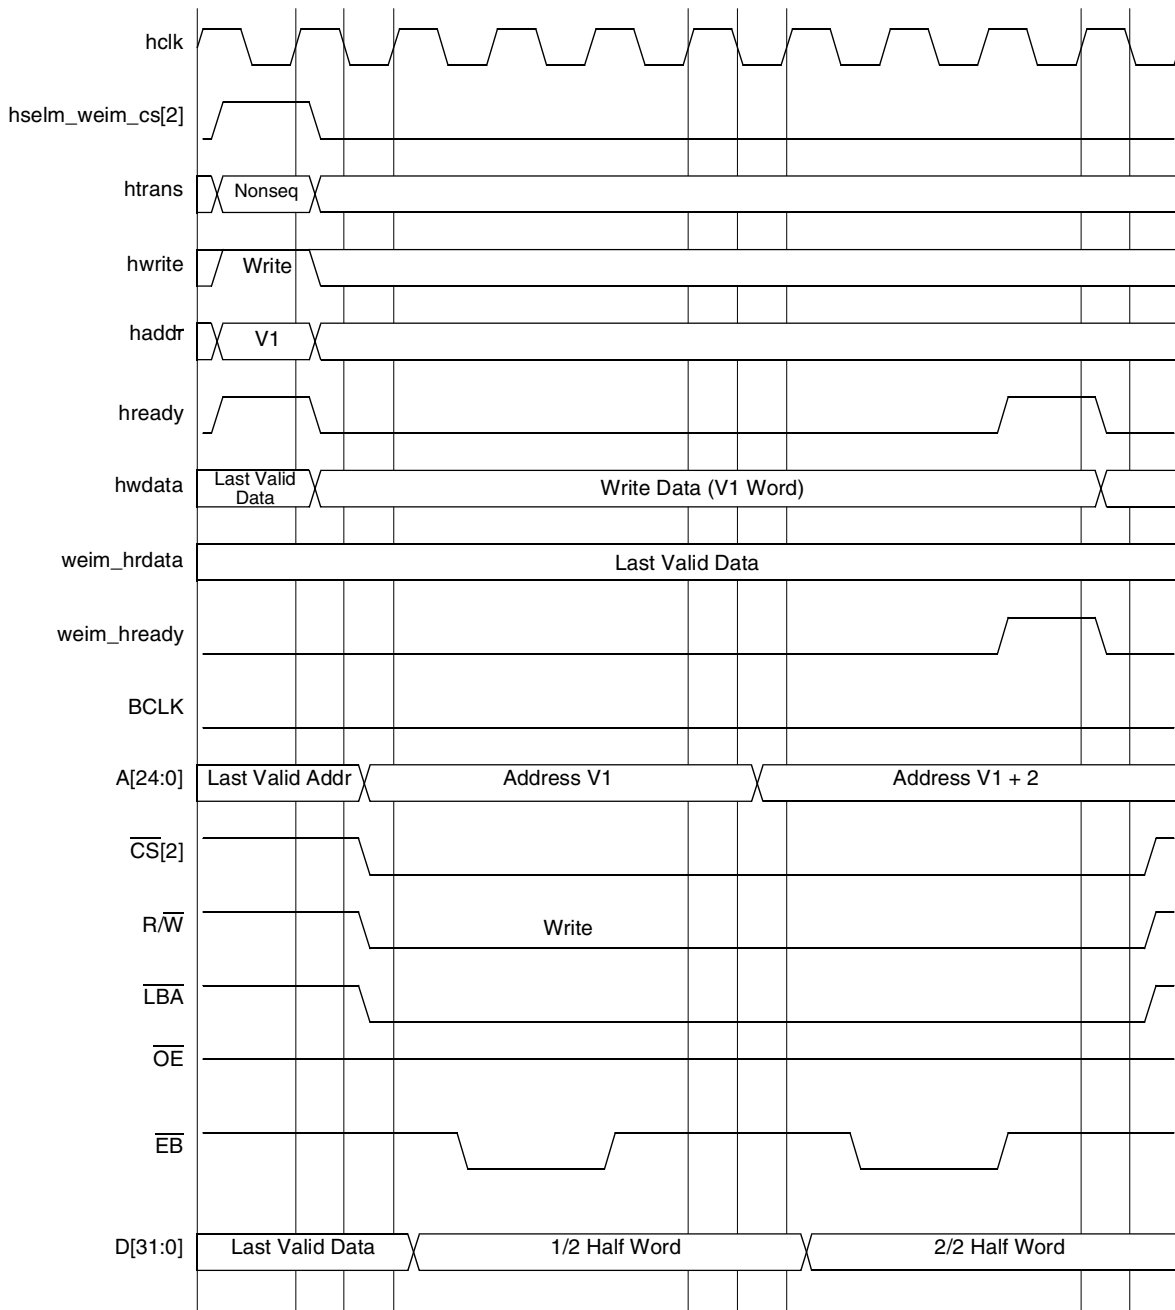 hclk
hselm_weim_cs[2]
htrans Nonseq
hwrite Write
haddr V1
hready
hwdata Last Valid Data Write Data (V1 Word)
weim_hrdata Last Valid Data
weim_hready
BCLK
A[24:0] Last Valid Addr Address V1 Address V1 + 2
CS[2]
R/W Write
LBA
OE
EB
D[31:0] Last Valid Data 1/2 Half Word 2/2 Half Word